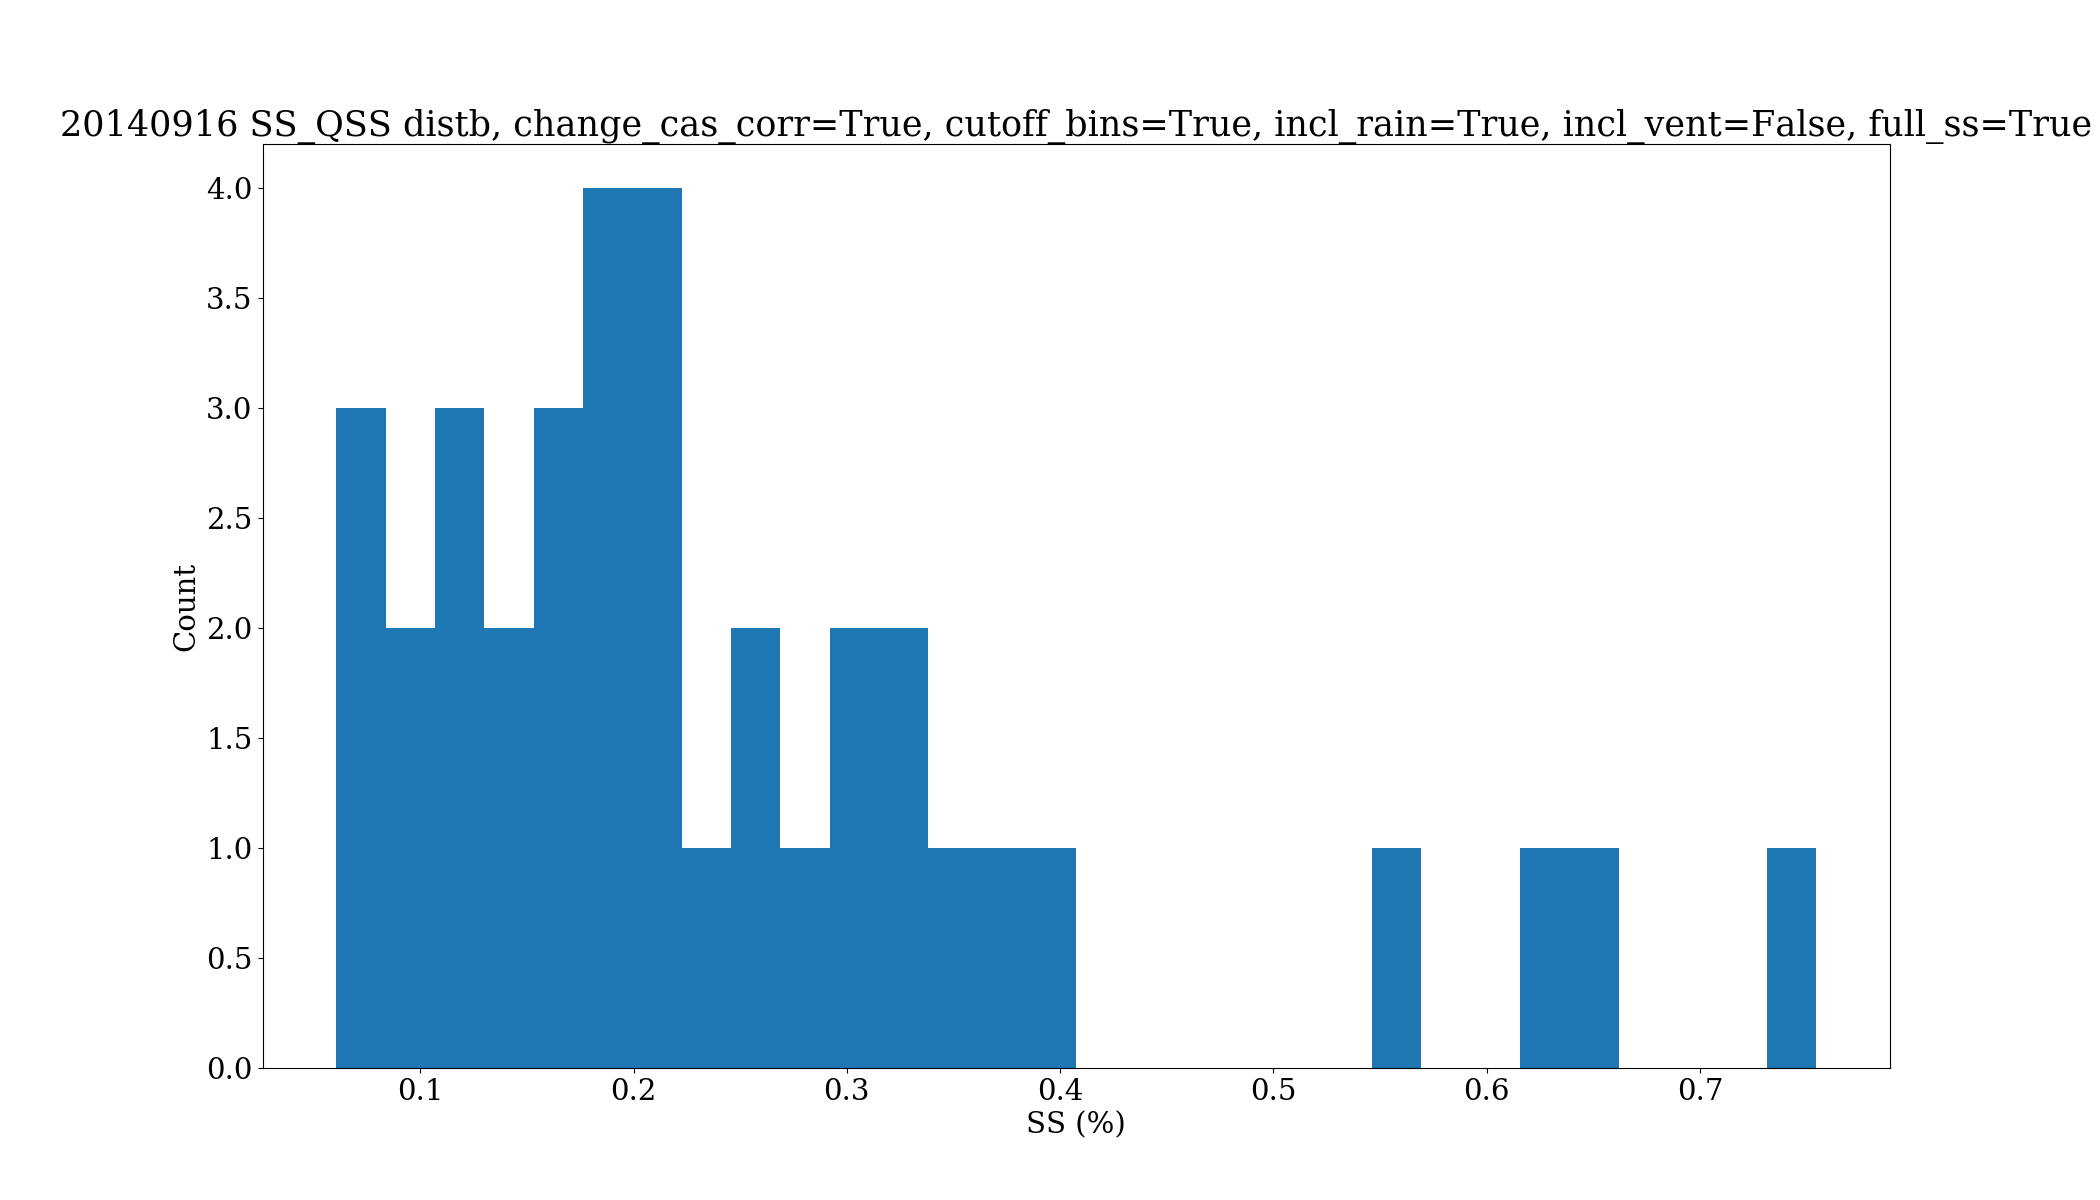 20140916 SS_QSS distb, change_cas_corr=True, cutoff_bins=True, incl_rain=True, incl_vent=False, full_ss=True
4.0
3.5
3.0
2.5
2.0
1.5
1.0
0.5
0.0
Count
0.1 0.2 0.3 0.4 0.5 0.6 0.7
SS (%)